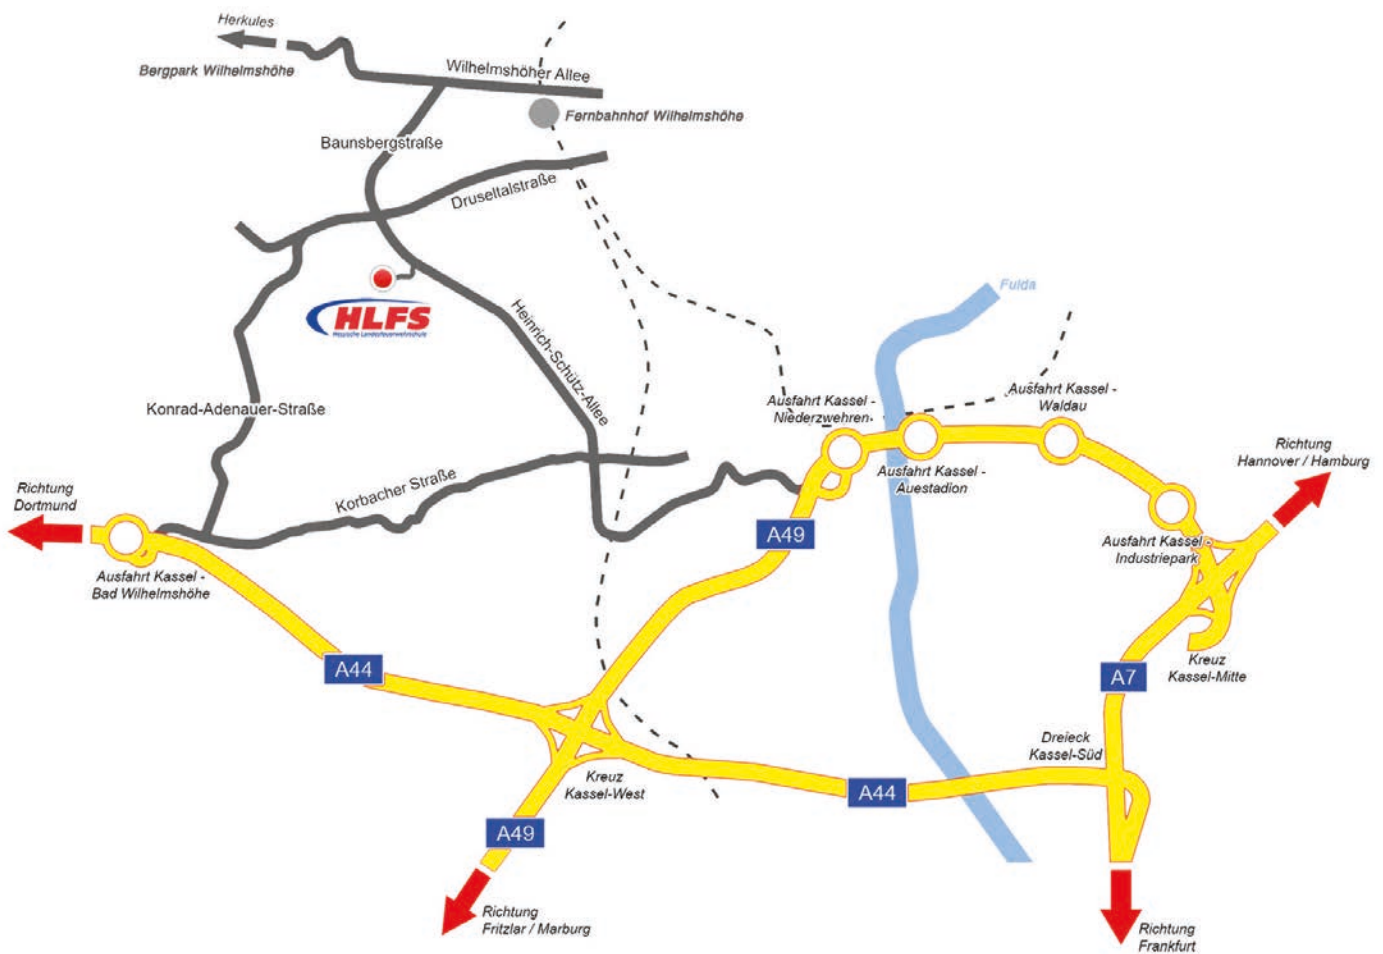 Herkules
Bergpark Wilhelmshöhe
Wilhelmshöher Allee
Fernbahnhof Wilhelmshöhe
Baunsbergstraße
Druseltalstraße
HLFS
Hessische Landesfeuerwehrschule
Heinrich-Schütz-Allee
Fulda
Konrad-Adenauer-Straße
Korbacher Straße
Ausfahrt Kassel -
Niederzwehren
Ausfahrt Kassel -
Waldau
Ausfahrt Kassel -
Auestadion
Richtung
Hannover / Hamburg
Richtung
Dortmund
Ausfahrt Kassel -
Bad Wilhelmshöhe
A49
Ausfahrt Kassel -
Industriepark
A44
A7
Kreuz
Kassel-Mitte
Dreieck
Kassel-Süd
Kreuz
Kassel-West
A44
A49
Richtung
Fritzlar / Marburg
Richtung
Frankfurt